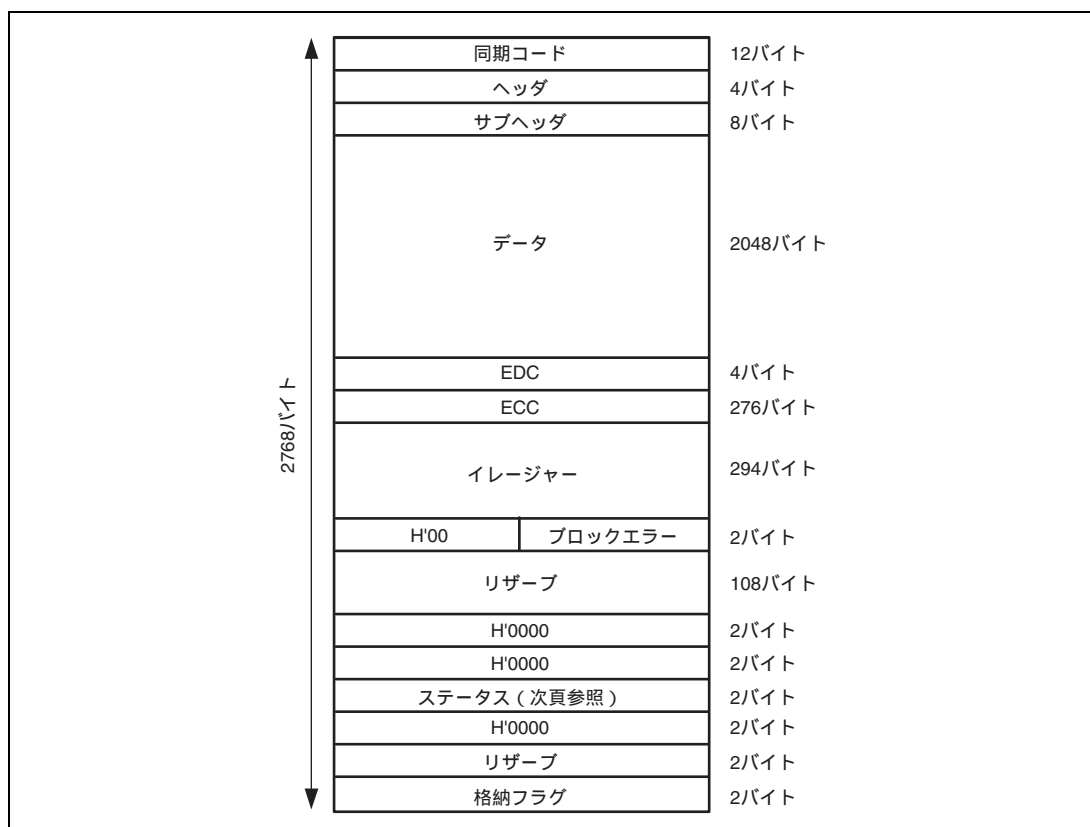 同期コード 12バイト
ヘッダ 4バイト
サブヘッダ 8バイト
データ 2048バイト
EDC 4バイト
ECC 276バイト
2768バイト
イレージャー 294バイト
H'00 ブロックエラー 2バイト
リザーブ 108バイト
H'0000 2バイト
H'0000 2バイト
ステータス(次頁参照) 2バイト
H'0000 2バイト
リザーブ 2バイト
格納フラグ 2バイト